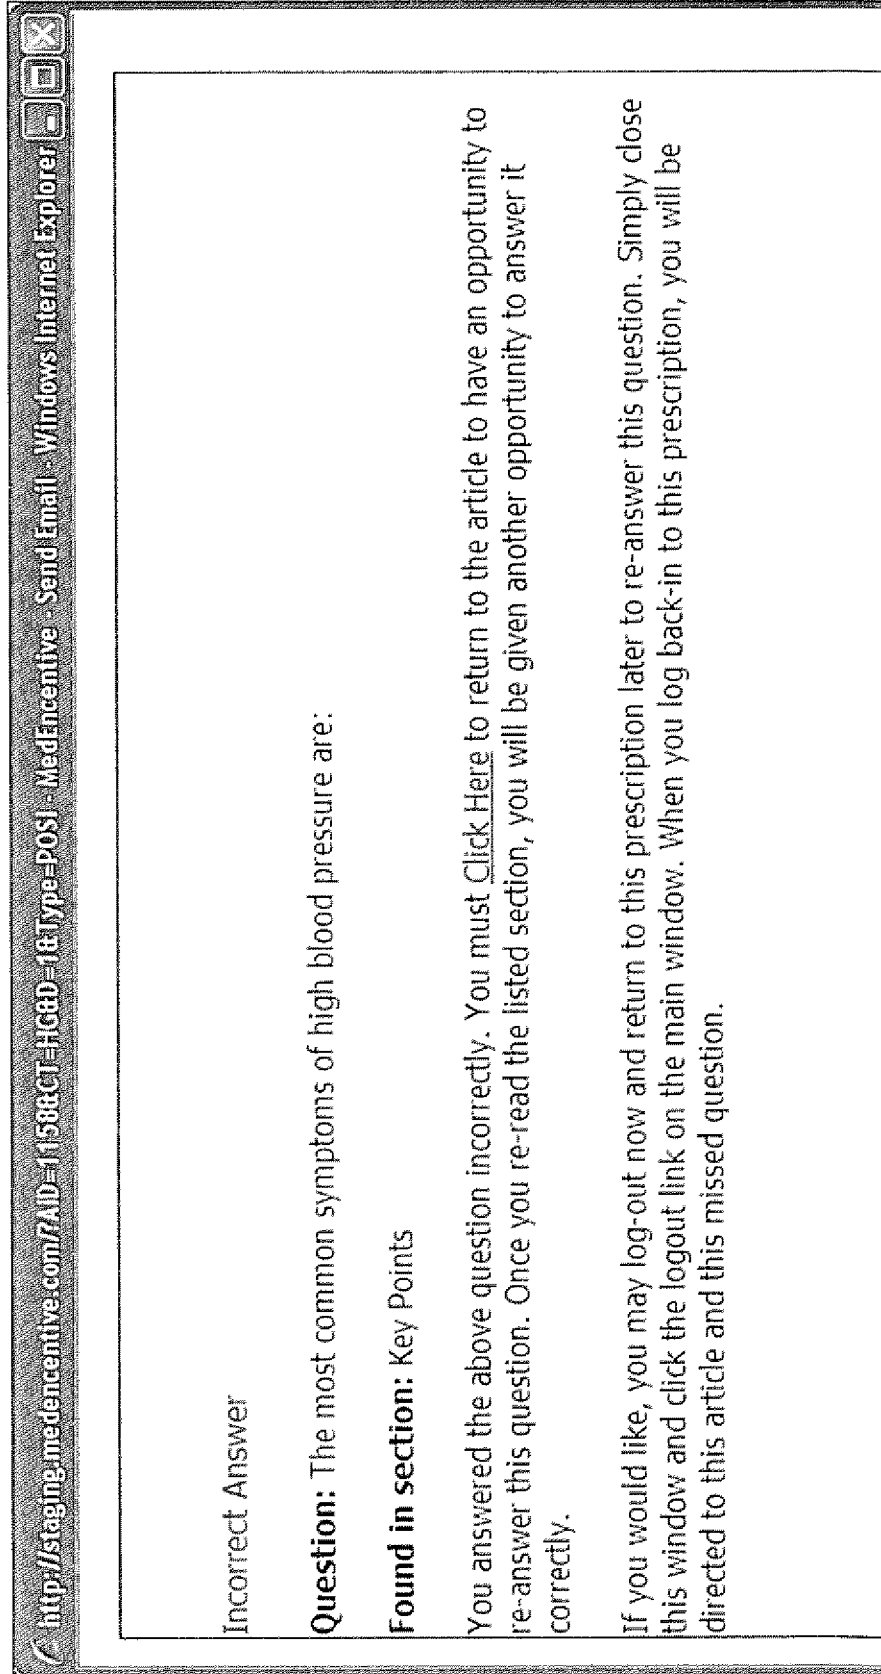 http://staging.medencentive.com/?AID=1158&CT=HGBD-1&Type=POSI - MedEncentive - Send Email - Windows Internet Explorer
Incorrect Answer
Question: The most common symptoms of high blood pressure are:
Found in section: Key Points
You answered the above question incorrectly. You must Click Here to return to the article to have an opportunity to
re-answer this question. Once you re-read the listed section, you will be given another opportunity to answer it
correctly.
If you would like, you may log-out now and return to this prescription later to re-answer this question. Simply close
this window and click the logout link on the main window. When you log back-in to this prescription, you will be
directed to this article and this missed question.